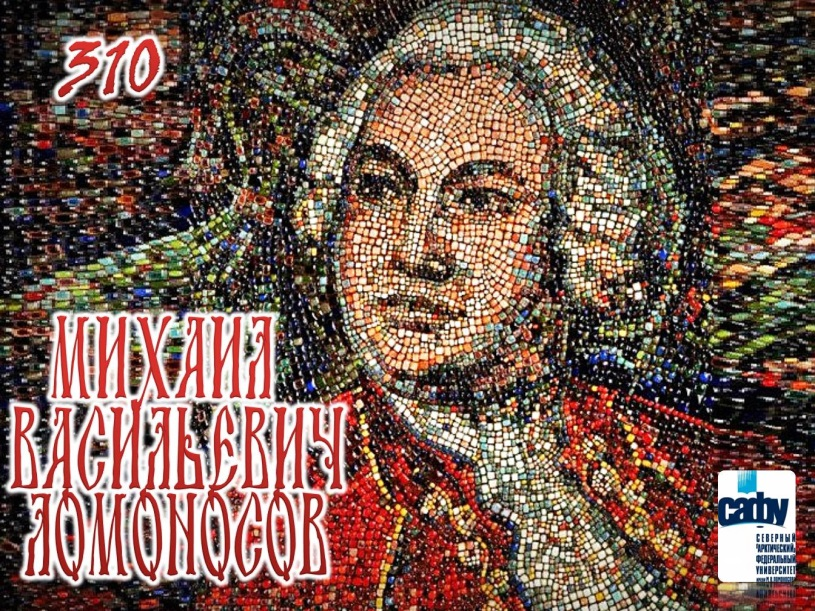 310
МИХАИЛ
ВАСИЛЬЕВИЧ
ЛОМОНОСОВ
сафу
СЕВЕРНЫЙ
АРКТИЧЕСКИЙ
ФЕДЕРАЛЬНЫЙ
УНИВЕРСИТЕТ